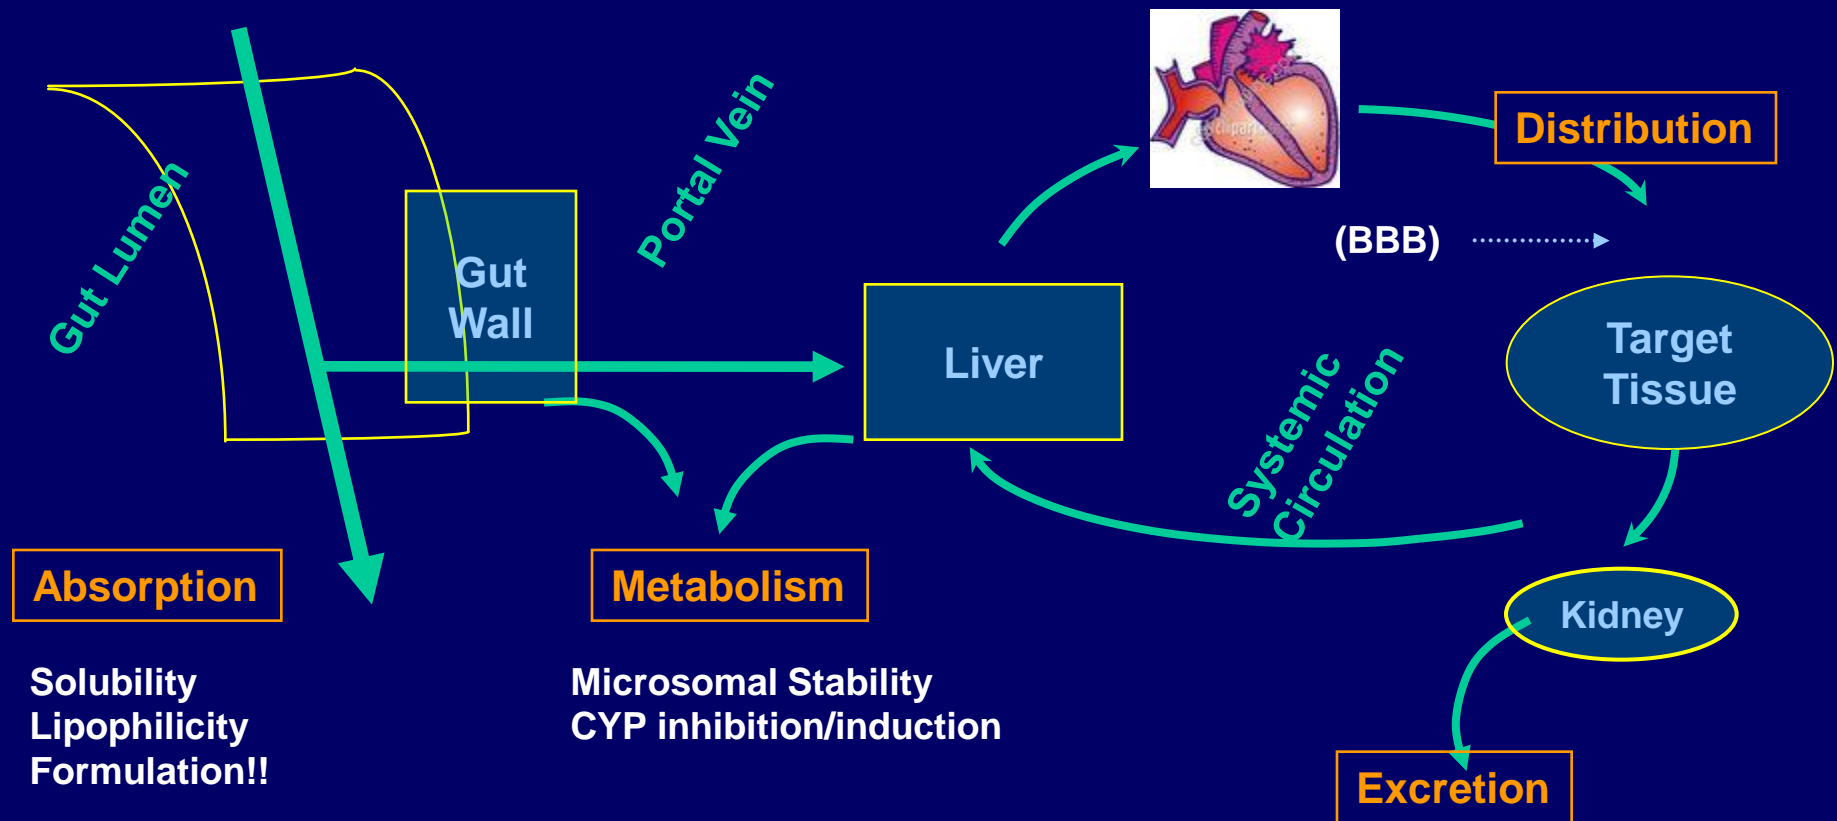 Gut Lumen
Gut
Wall
Portal Vein
Liver
Distribution
(BBB)
Target
Tissue
Systemic
Circulation
Kidney
Absorption
Metabolism
Excretion
Solubility
Lipophilicity
Formulation!!
Microsomal Stability
CYP inhibition/induction